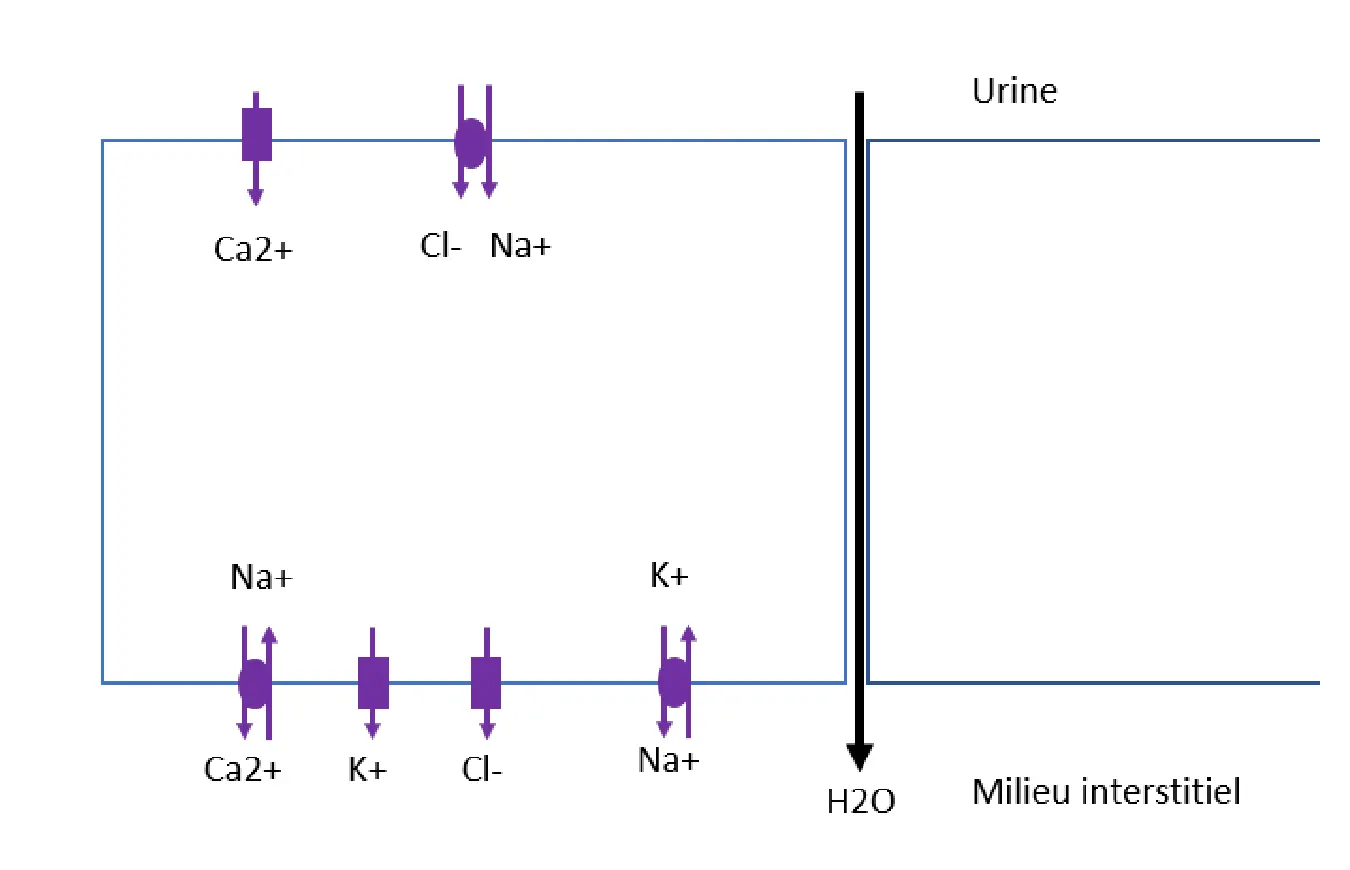 Urine
Ca2+
Cl- Na+
Na+
K+
Ca2+
K+
Cl-
Na+
H2O
Milieu interstitiel